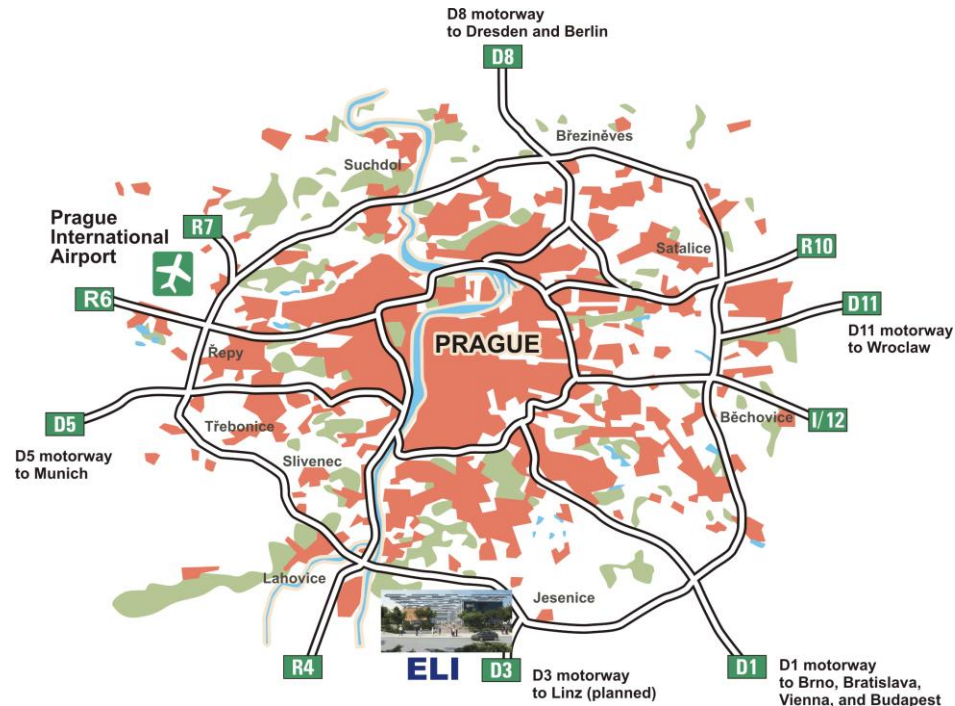 D8 motorway
to Dresden and Berlin
D8
Březiněves
Suchdol
Prague
International
Airport
R7
Satalice
R10
R6
D11
D11 motorway
to Wroclaw
PRAGUE
Řepy
D5
Třebonice
Běchovice
I/12
D5 motorway
to Munich
Slivenec
Lahovice
Jesenice
R4
ELI
D3
D3 motorway
to Linz (planned)
D1
D1 motorway
to Brno, Bratislava,
Vienna, and Budapest